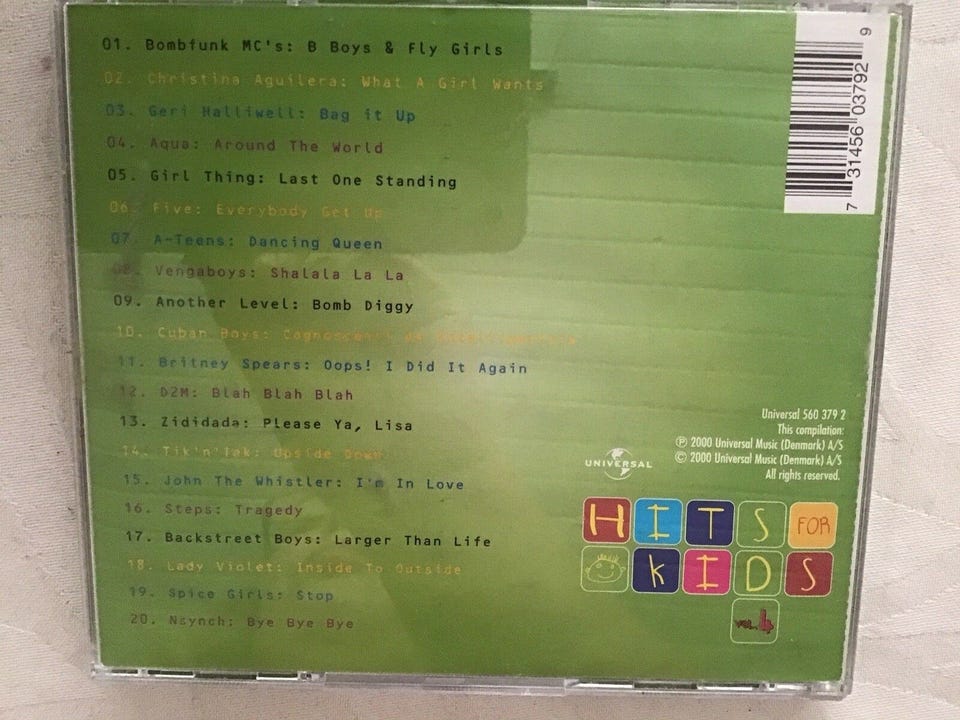 01. Bombfunk MC's: B Boys & Fly Girls
02. Christina Aguilera: What A Girl Wants
03. Geri Halliwell: Bag it Up
04. Aqua: Around The World
05. Girl Thing: Last One Standing
06. Five: Everybody Get Up
07. A-Teens: Dancing Queen
08. Vengaboys: Shalala La La
09. Another Level: Bomb Diggy
10. Cuban Boys: Cognoscenti
11. Britney Spears: Oops! I Did It Again
12. D2M: Blah Blah Blah
13. Zididada: Please Ya, Lisa
14. Tik'n'Tak: Upside Down
15. John The Whistler: I'm In Love
16. Steps: Tragedy
17. Backstreet Boys: Larger Than Life
18. Lady Violet: Inside To Outside
19. Spice Girls: Stop
20. Nsynch: Bye Bye Bye
7 31456 03792 9
Universal 560 379 2
This compilation:
℗ 2000 Universal Music (Denmark) A/S
© 2000 Universal Music (Denmark) A/S
All rights reserved.
UNIVERSAL
HITS FOR
KIDS
VOL. 4